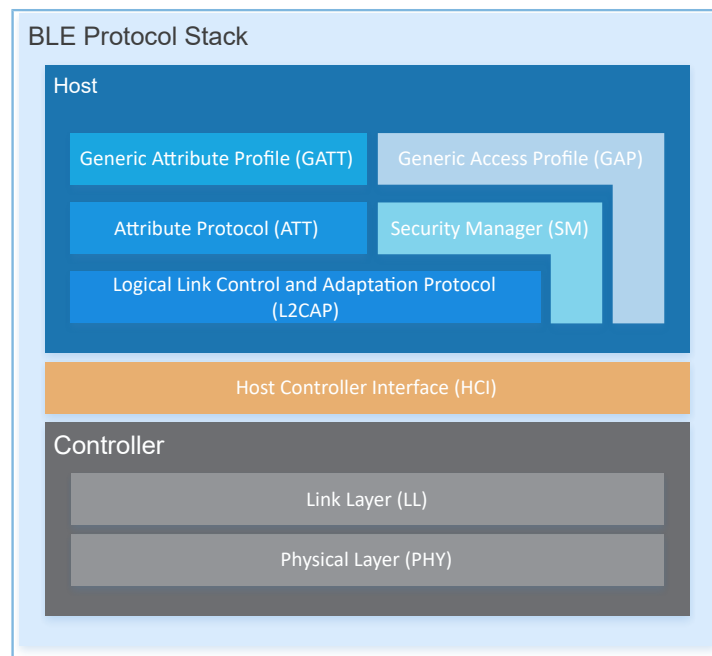 BLE Protocol Stack
Host
Generic Attribute Profile (GATT)
Generic Access Profile (GAP)
Attribute Protocol (ATT)
Security Manager (SM)
Logical Link Control and Adaptation Protocol
(L2CAP)
Host Controller Interface (HCI)
Controller
Link Layer (LL)
Physical Layer (PHY)